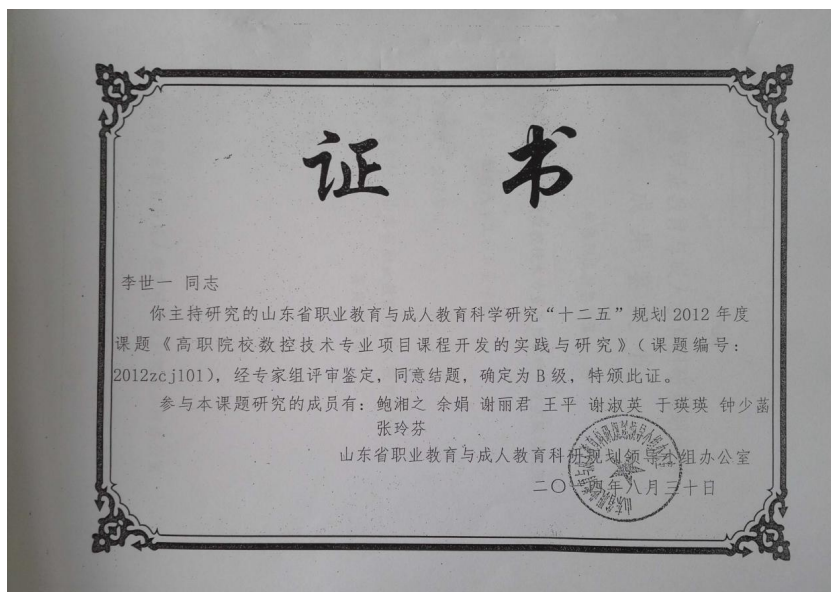 证 书
李世一 同志
你主持研究的山东省职业教育与成人教育科学研究“十二五”规划2012年度
课题《高职院校数控技术专业项目课程开发的实践与研究》(课题编号:
2012zcj101),经专家组评审鉴定,同意结题,确定为B级,特颁此证。
参与本课题研究的成员有: 鲍湘之 余娟 谢丽君 王平 谢淑英 于瑛瑛 钟少菡
张玲芬
山东省职业教育与成人教育科研规划领导小组办公室
二〇一四年八月三十日